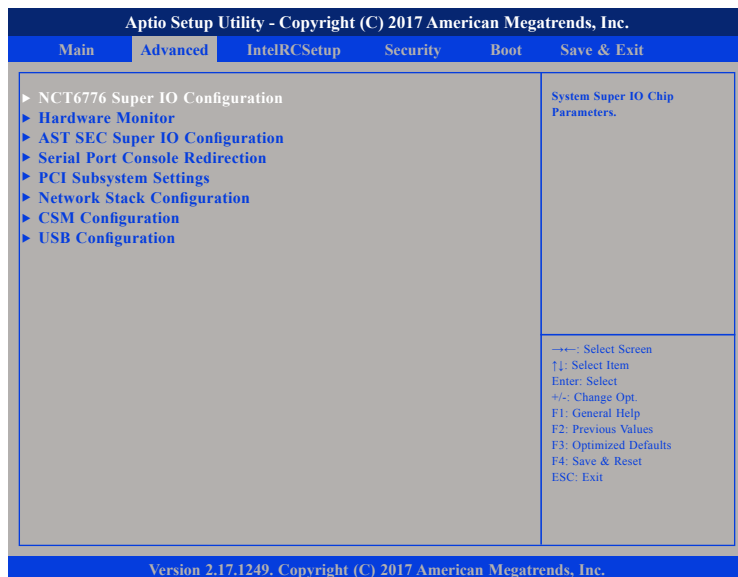 Aptio Setup Utility - Copyright (C) 2017 American Megatrends, Inc.
Main Advanced IntelRCSetup Security Boot Save & Exit
▶ NCT6776 Super IO Configuration
▶ Hardware Monitor
▶ AST SEC Super IO Configuration
▶ Serial Port Console Redirection
▶ PCI Subsystem Settings
▶ Network Stack Configuration
▶ CSM Configuration
▶ USB Configuration
System Super IO Chip
Parameters.
→←: Select Screen
↑↓: Select Item
Enter: Select
+/-: Change Opt.
F1: General Help
F2: Previous Values
F3: Optimized Defaults
F4: Save & Reset
ESC: Exit
Version 2.17.1249. Copyright (C) 2017 American Megatrends, Inc.